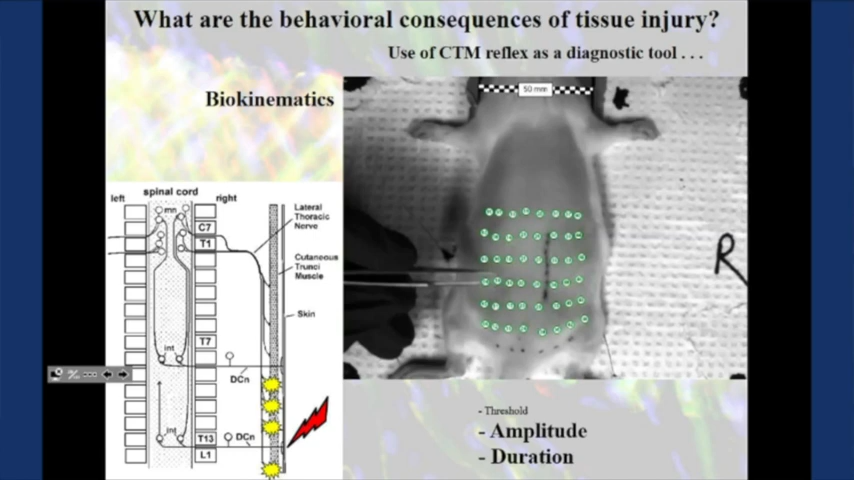 What are the behavioral consequences of tissue injury?
Use of CTM reflex as a diagnostic tool . . .
Biokinematics
50 mm
spinal cord
left
right
mn
C7
T1
Lateral
Thoracic
Nerve
Cutaneous
Trunci
Muscle
Skin
T7
int
DCn
int
T13
DCn
L1
R
- Threshold
- Amplitude
- Duration